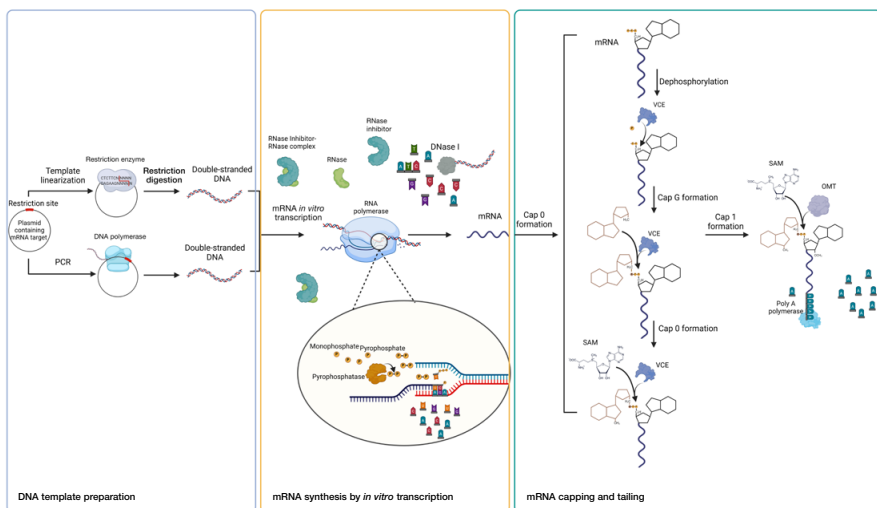 Template
linearization
Restriction enzyme
Restriction
digestion
Double-stranded
DNA
Restriction site
Plasmid
containing
mRNA target
DNA polymerase
PCR
Double-stranded
DNA
DNA template preparation
RNase Inhibitor-
RNase complex
RNase
RNase
inhibitor
DNase I
mRNA in vitro
transcription
RNA
polymerase
mRNA
Monophosphate
Pyrophosphate
Pyrophosphatase
mRNA synthesis by in vitro transcription
mRNA
Dephosphorylation
VCE
Cap 0
formation
Cap G formation
VCE
Cap 0 formation
SAM
VCE
Cap 1
formation
SAM
OMT
Poly A
polymerase
mRNA capping and tailing